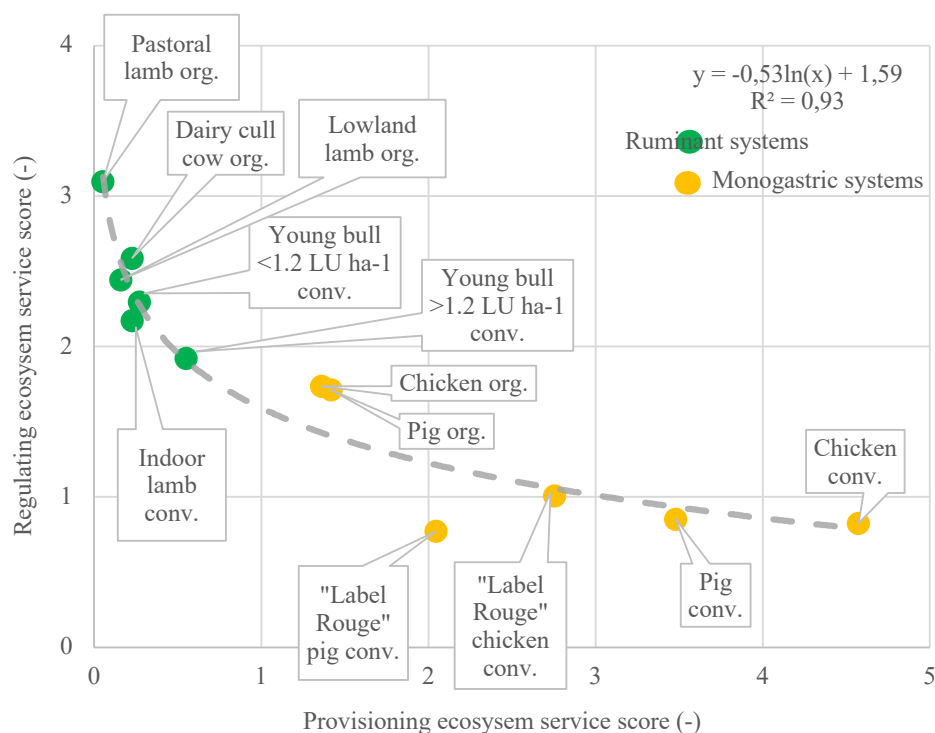 4
3
2
1
0
0
1
2
3
4
5
Regulating ecosystem service score (-)
Provisioning ecosysem service score (-)
y = -0,53ln(x) + 1,59
R² = 0,93
Ruminant systems
Monogastric systems
Pastoral
lamb org.
Dairy cull
cow org.
Lowland
lamb org.
Young bull
<1.2 LU ha-1
conv.
Young bull
>1.2 LU ha-1
conv.
Chicken org.
Pig org.
Indoor
lamb
conv.
Chicken
conv.
"Label
Rouge"
pig conv.
"Label
Rouge"
chicken
conv.
Pig
conv.